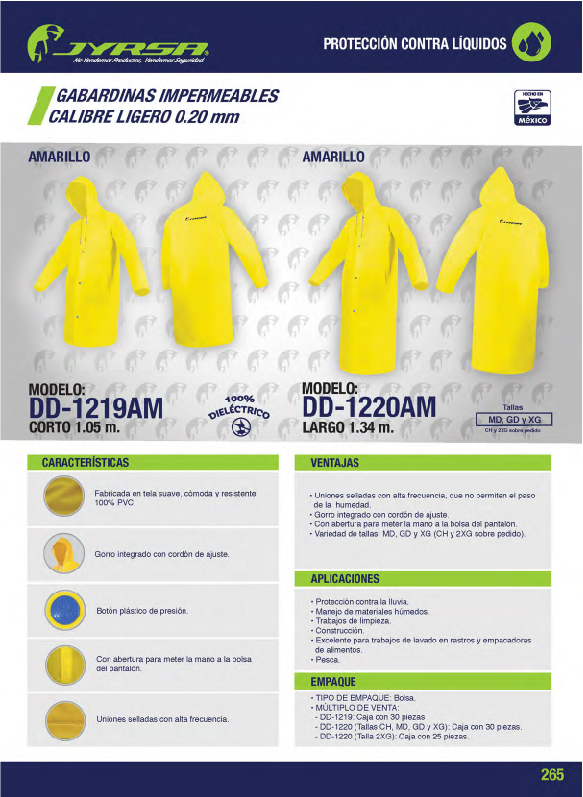 JYRSA®
No Vendemos Productos, Vendemos Seguridad
PROTECCIÓN CONTRA LÍQUIDOS
GABARDINAS IMPERMEABLES
CALIBRE LIGERO 0.20 mm
HECHO EN
MÉXICO
AMARILLO
AMARILLO
JYRSA
JYRSA
MODELO:
DD-1219AM
CORTO 1.05 m.
100%
DIELÉCTRICO
MODELO:
DD-1220AM
LARGO 1.34 m.
Tallas
MD, GD y XG
CH y 2XG sobre pedido
CARACTERÍSTICAS
Fabricada en tela suave, cómoda y resistente
100% PVC.
Gorro integrado con cordón de ajuste.
Botón plástico de presión.
Con abertura para meter la mano a la bolsa
del pantalón.
Uniones selladas con alta frecuencia.
VENTAJAS
• Uniones selladas con alta frecuencia, que no permiten el paso
de la humedad.
• Gorro integrado con cordón de ajuste.
• Con abertura para meter la mano a la bolsa del pantalón.
• Variedad de tallas: MD, GD y XG (CH y 2XG sobre pedido).
APLICACIONES
• Protección contra la lluvia.
• Manejo de materiales húmedos.
• Trabajos de limpieza.
• Construcción.
• Excelente para trabajos de lavado en rastros y empacadoras
de alimentos.
• Pesca.
EMPAQUE
• TIPO DE EMPAQUE: Bolsa.
• MÚLTIPLO DE VENTA:
- DD-1219: Caja con 30 piezas
- DD-1220 (Tallas CH, MD, GD y XG): Caja con 30 piezas.
- DD-1220 (Talla 2XG): Caja con 25 piezas.
265